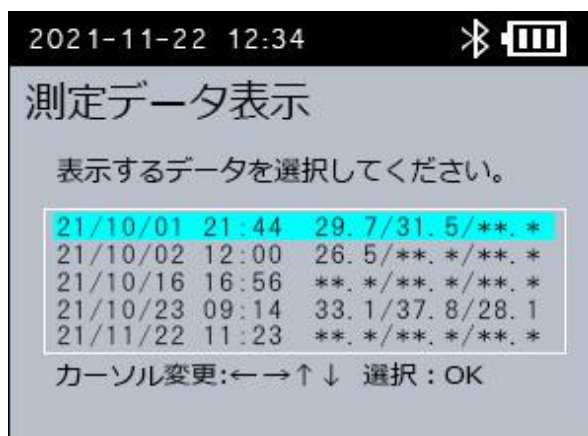 2021-11-22 12:34
測定データ表示
表示するデータを選択してください。
21/10/01 21:44 29.7/31.5/**.*
21/10/02 12:00 26.5/**.*/**.*
21/10/16 16:56 **.*/**.*/**.*
21/10/23 09:14 33.1/37.8/28.1
21/11/22 11:23 **.*/**.*/**.*
カーソル変更:←→↑↓ 選択：OK